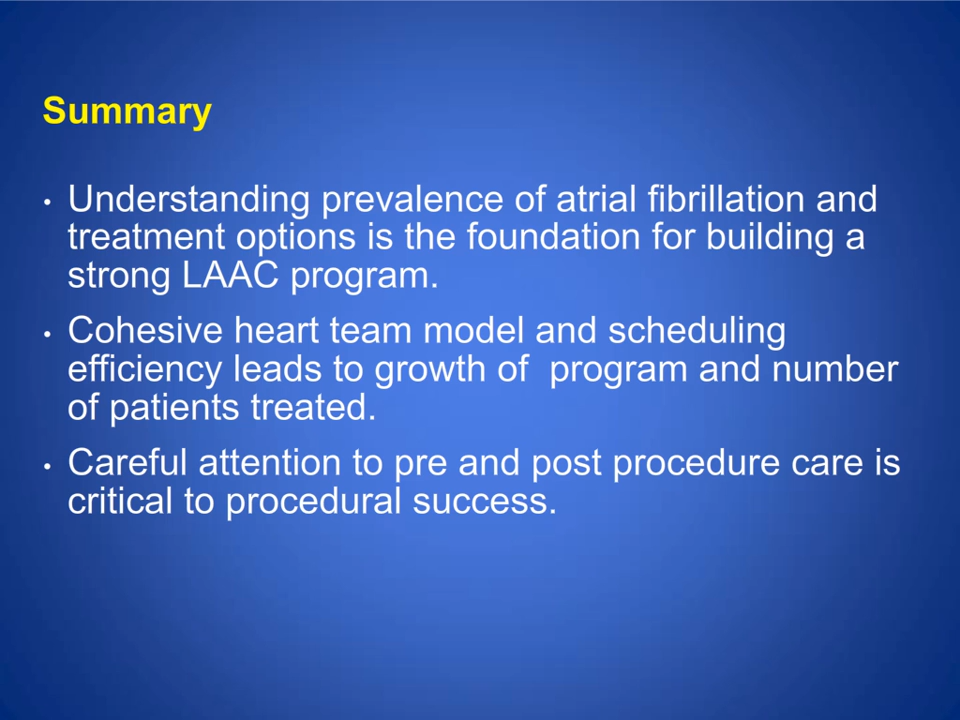 Summary
• Understanding prevalence of atrial fibrillation and
treatment options is the foundation for building a
strong LAAC program.
• Cohesive heart team model and scheduling
efficiency leads to growth of  program and number
of patients treated.
• Careful attention to pre and post procedure care is
critical to procedural success.